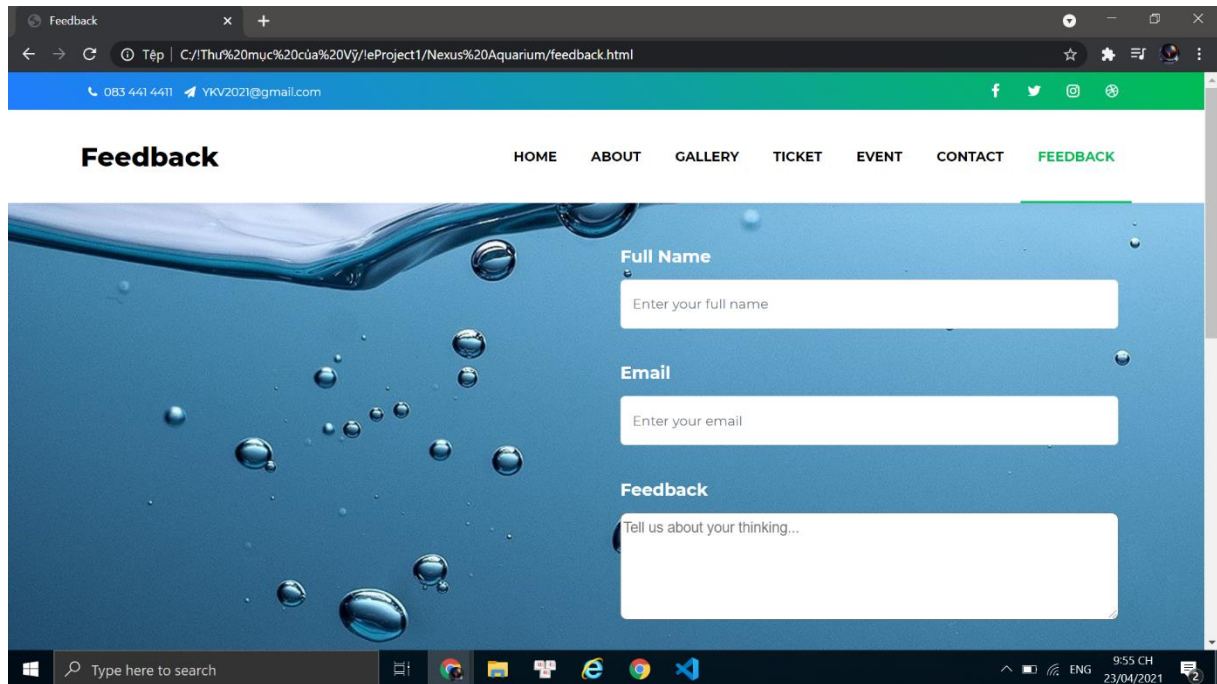 Feedback
Tệp C:/!Thu%20mục%20của%20Vỹ/!eProject1/Nexus%20Aquarium/feedback.html
083 441 4411 YKV2021@gmail.com
Feedback HOME ABOUT GALLERY TICKET EVENT CONTACT FEEDBACK
Full Name
Enter your full name
Email
Enter your email
Feedback
Tell us about your thinking...
Type here to search
ENG
9:55 CH
23/04/2021
2